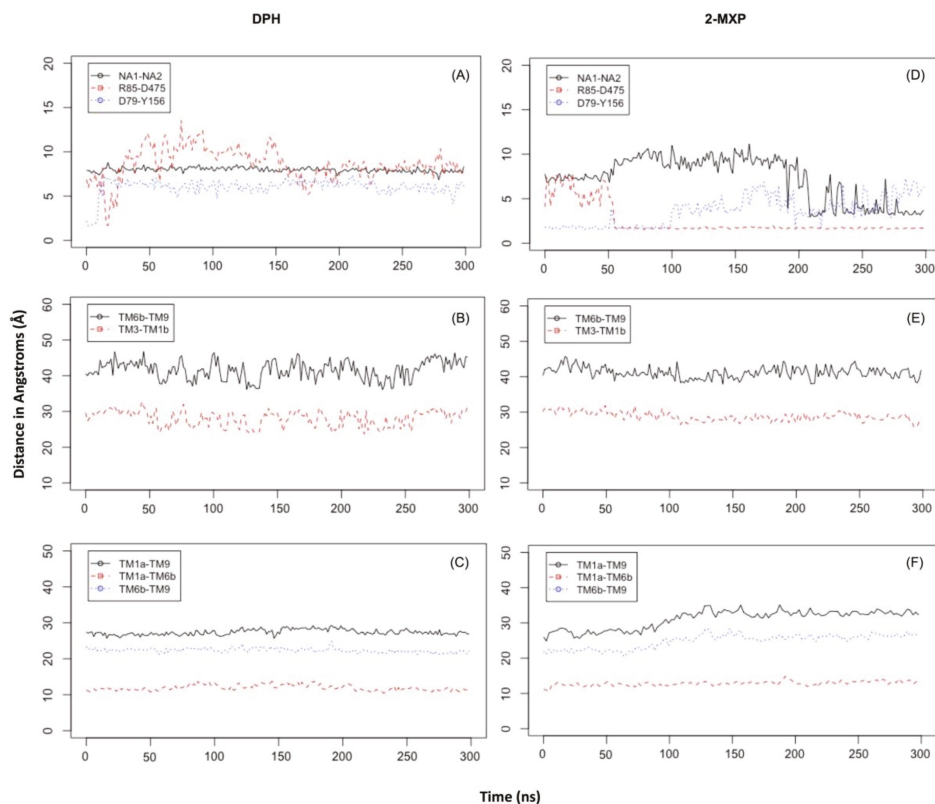 DPH
2-MXP
Distance in Angstroms (Å)
(A)
NA1-NA2
R85-D475
D79-Y156
20
15
10
5
0
0 50 100 150 200 250 300
(D)
NA1-NA2
R85-D475
D79-Y156
20
15
10
5
0
0 50 100 150 200 250 300
(B)
TM6b-TM9
TM3-TM1b
60
50
40
30
20
10
0 50 100 150 200 250 300
(E)
TM6b-TM9
TM3-TM1b
60
50
40
30
20
10
0 50 100 150 200 250 300
(C)
TM1a-TM9
TM1a-TM6b
TM6b-TM9
50
40
30
20
10
0
0 50 100 150 200 250 300
(F)
TM1a-TM9
TM1a-TM6b
TM6b-TM9
50
40
30
20
10
0
0 50 100 150 200 250 300
Time (ns)